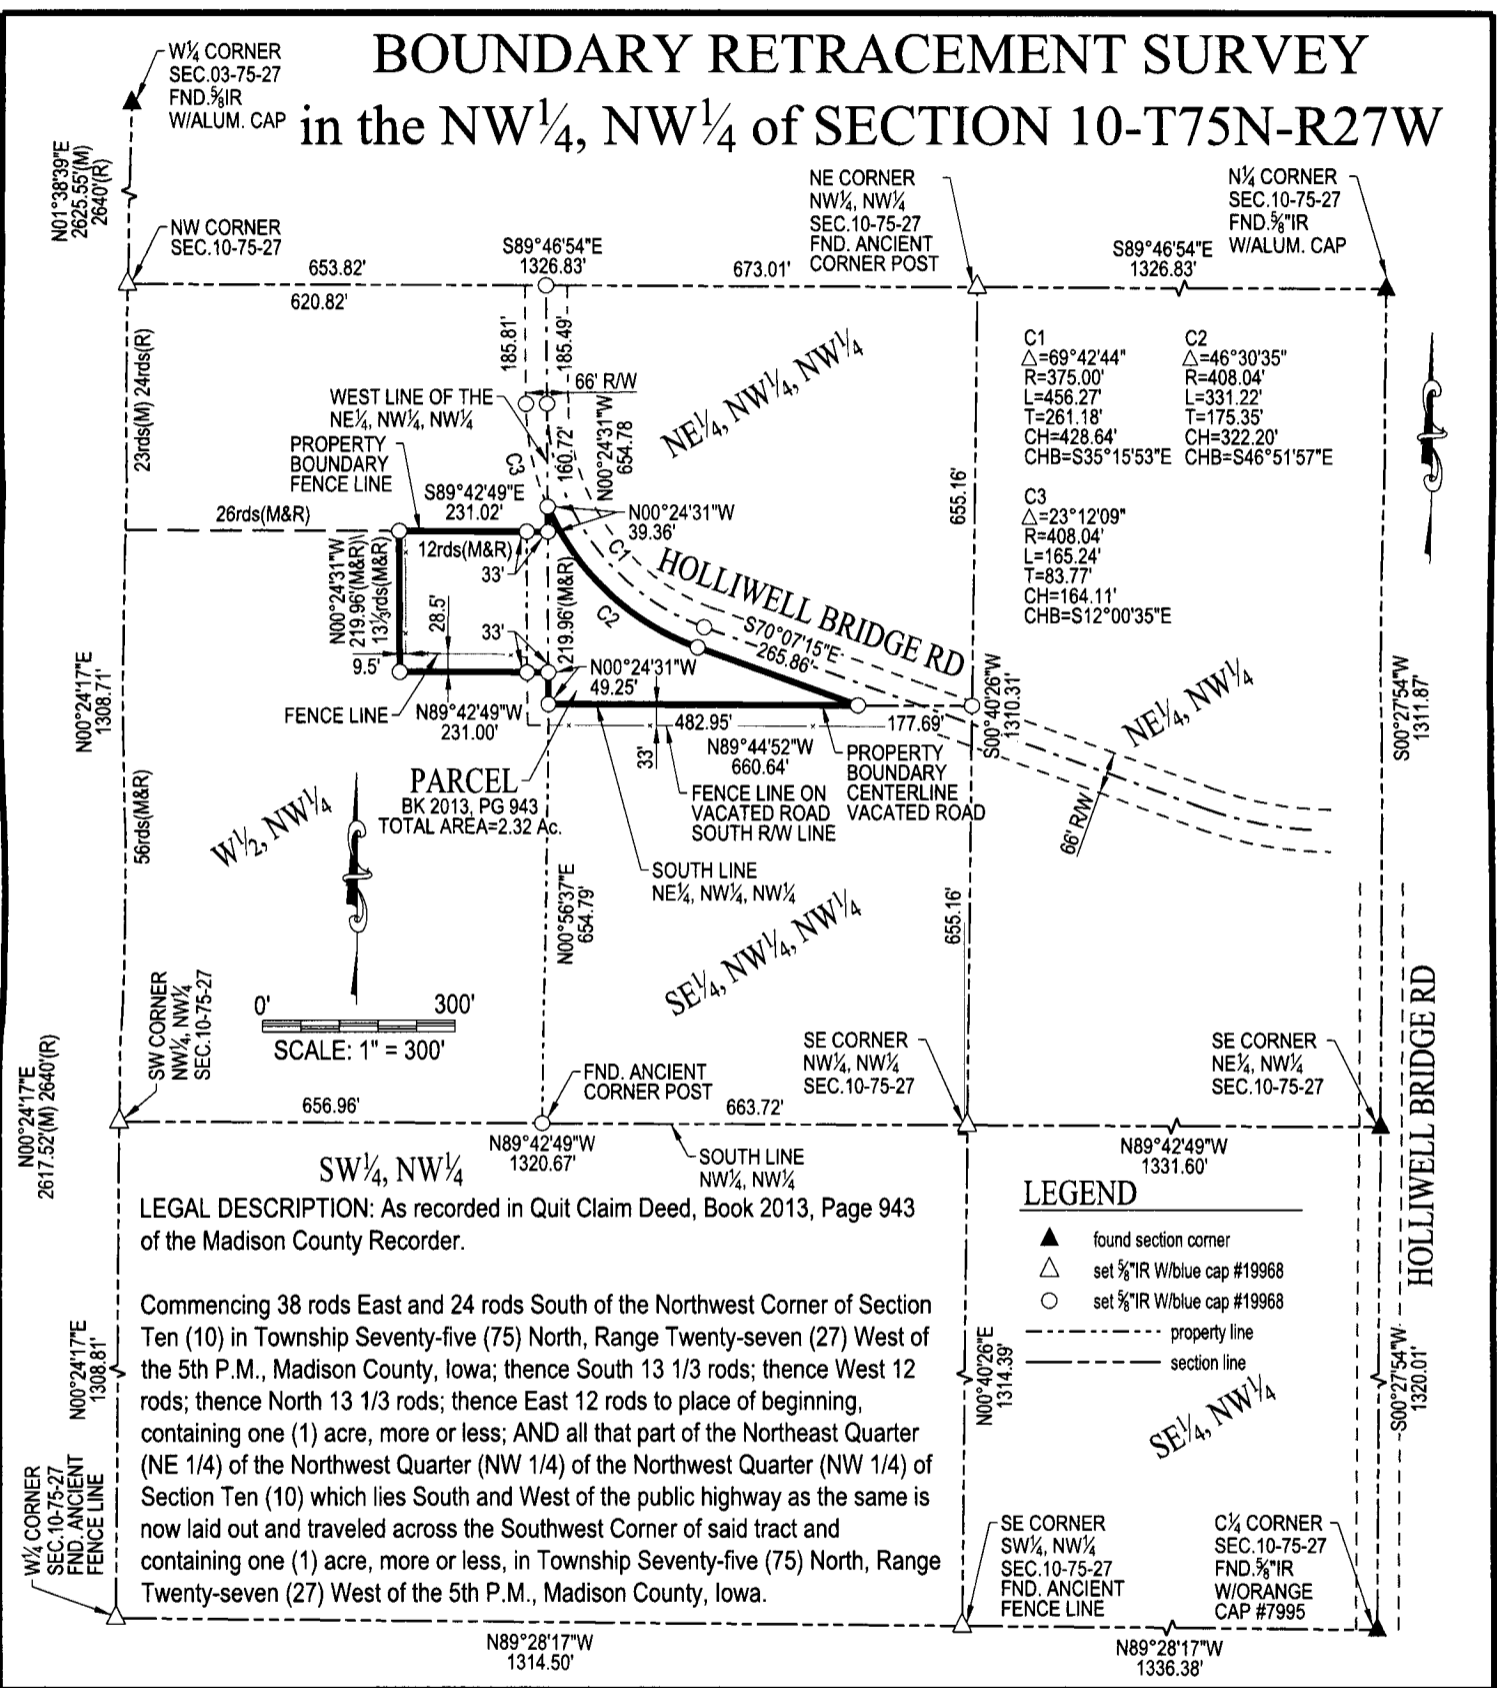 BOUNDARY RETRACEMENT SURVEY
in the NW¼, NW¼ of SECTION 10-T75N-R27W
W¼ CORNER
SEC.03-75-27
FND.⅝IR
W/ALUM. CAP
N01°38'39"E
2625.55'(M)
2640'(R)
NW CORNER
SEC.10-75-27
NE CORNER
NW¼, NW¼
SEC.10-75-27
FND. ANCIENT
CORNER POST
N¼ CORNER
SEC.10-75-27
FND.⅝"IR
W/ALUM. CAP
653.82'
620.82'
S89°46'54"E
1326.83'
673.01'
S89°46'54"E
1326.83'
23rds(M) 24rds(R)
185.81'
185.49'
66' R/W
WEST LINE OF THE
NE¼, NW¼, NW¼
PROPERTY
BOUNDARY
FENCE LINE
C3
160.72'
N00°24'31"W
654.78
NE¼, NW¼, NW¼
C1
△=69°42'44"
R=375.00'
L=456.27'
T=261.18'
CH=428.64'
CHB=S35°15'53"E
C2
△=46°30'35"
R=408.04'
L=331.22'
T=175.35'
CH=322.20'
CHB=S46°51'57"E
C3
△=23°12'09"
R=408.04'
L=165.24'
T=83.77'
CH=164.11'
CHB=S12°00'35"E
655.16'
S89°42'49"E
231.02'
26rds(M&R)
12rds(M&R)
33'
N00°24'31"W
39.36'
C1
C2
HOLLIWELL BRIDGE RD
S70°07'15"E
265.86'
N00°24'31"W
219.96'(M&R)
13⅓rds(M&R)
28.5'
33'
219.96'(M&R)
9.5'
N00°24'31"W
49.25'
FENCE LINE
N89°42'49"W
231.00'
482.95'
177.69'
33'
N89°44'52"W
660.64'
S00°40'26"W
1310.31'
NE¼, NW¼
S00°27'54"W
1311.87'
N00°24'17"E
1308.71'
PARCEL
BK 2013, PG 943
TOTAL AREA=2.32 Ac.
FENCE LINE ON
VACATED ROAD
SOUTH R/W LINE
PROPERTY
BOUNDARY
CENTERLINE
VACATED ROAD
66' R/W
W½, NW¼
56rds(M&R)
SOUTH LINE
NE¼, NW¼, NW¼
N00°56'37"E
654.79'
SE¼, NW¼, NW¼
655.16'
0' 300'
SCALE: 1" = 300'
SW CORNER
NW¼, NW¼
SEC.10-75-27
FND. ANCIENT
CORNER POST
SE CORNER
NW¼, NW¼
SEC.10-75-27
SE CORNER
NE¼, NW¼
SEC.10-75-27
HOLLIWELL BRIDGE RD
N00°24'17"E
2617.52'(M) 2640'(R)
656.96'
N89°42'49"W
1320.67'
663.72'
SOUTH LINE
NW¼, NW¼
N89°42'49"W
1331.60'
SW¼, NW¼
LEGAL DESCRIPTION: As recorded in Quit Claim Deed, Book 2013, Page 943
of the Madison County Recorder.
Commencing 38 rods East and 24 rods South of the Northwest Corner of Section
Ten (10) in Township Seventy-five (75) North, Range Twenty-seven (27) West of
the 5th P.M., Madison County, Iowa; thence South 13 1/3 rods; thence West 12
rods; thence North 13 1/3 rods; thence East 12 rods to place of beginning,
containing one (1) acre, more or less; AND all that part of the Northeast Quarter
(NE 1/4) of the Northwest Quarter (NW 1/4) of the Northwest Quarter (NW 1/4) of
Section Ten (10) which lies South and West of the public highway as the same is
now laid out and traveled across the Southwest Corner of said tract and
containing one (1) acre, more or less, in Township Seventy-five (75) North, Range
Twenty-seven (27) West of the 5th P.M., Madison County, Iowa.
LEGEND
found section corner
set ⅝"IR W/blue cap #19968
set ⅝"IR W/blue cap #19968
property line
section line
N00°24'17"E
1308.81'
N00°40'26"E
1314.39'
SE¼, NW¼
S00°27'54"W
1320.01'
W¼ CORNER
SEC.10-75-27
FND. ANCIENT
FENCE LINE
SE CORNER
SW¼, NW¼
SEC.10-75-27
FND. ANCIENT
FENCE LINE
C¼ CORNER
SEC.10-75-27
FND.⅝"IR
W/ORANGE
CAP #7995
N89°28'17"W
1314.50'
N89°28'17"W
1336.38'